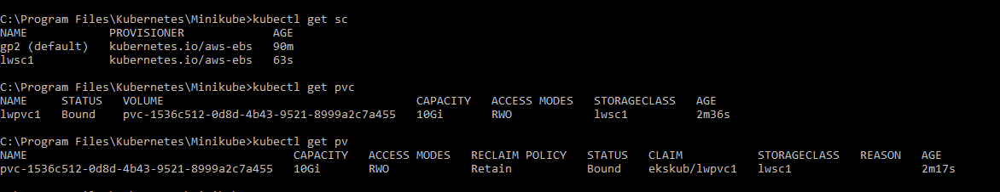 C:\Program Files\Kubernetes\Minikube>kubectl get sc
NAME PROVISIONER AGE
gp2 (default) kubernetes.io/aws-ebs 90m
lwsc1 kubernetes.io/aws-ebs 63s
C:\Program Files\Kubernetes\Minikube>kubectl get pvc
NAME STATUS VOLUME CAPACITY ACCESS MODES STORAGECLASS AGE
lwpvc1 Bound pvc-1536c512-0d8d-4b43-9521-8999a2c7a455 10Gi RWO lwsc1 2m36s
C:\Program Files\Kubernetes\Minikube>kubectl get pv
NAME CAPACITY ACCESS MODES RECLAIM POLICY STATUS CLAIM STORAGECLASS REASON AGE
pvc-1536c512-0d8d-4b43-9521-8999a2c7a455 10Gi RWO Retain Bound ekskub/lwpvc1 lwsc1 2m17s